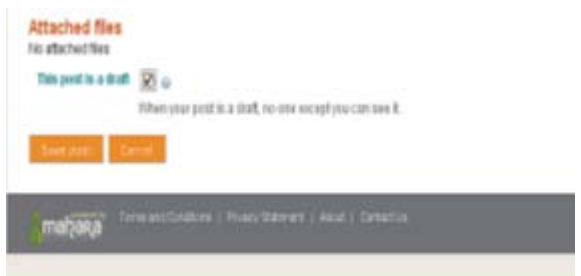 Attached files
No attached files
This post is a draft
When your post is a draft, no-one except you can see it.
Save post Cancel
mahara Terms and Conditions | Privacy Statement | About | Contact Us